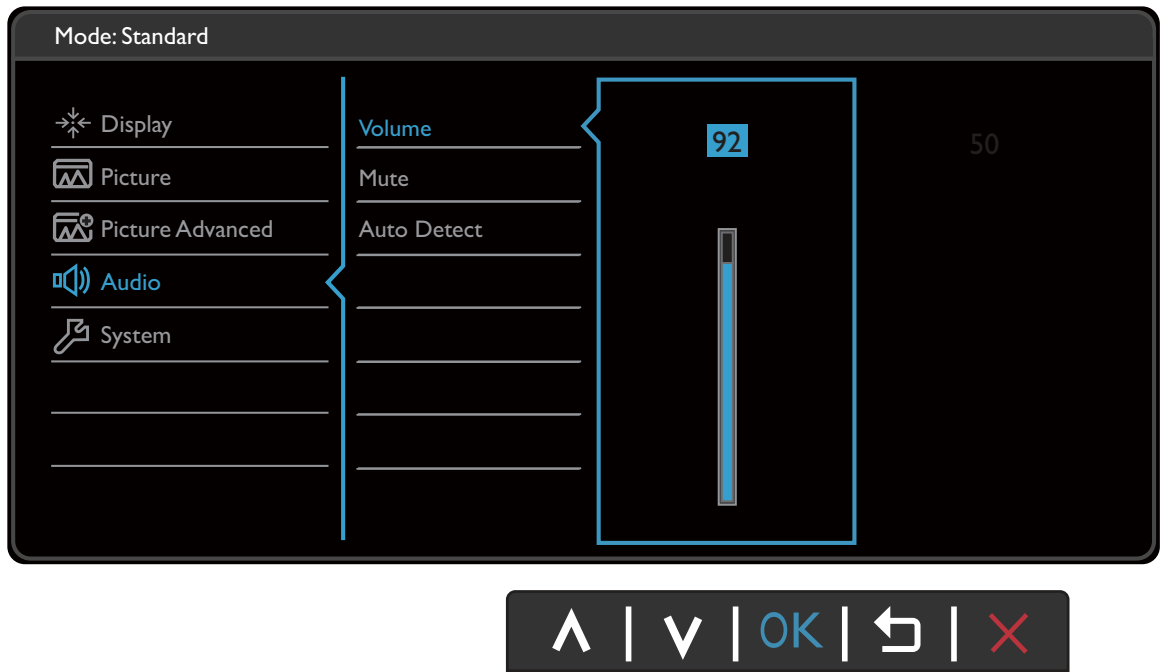 Mode: Standard
Display
Picture
Picture Advanced
Audio
System
Volume
Mute
Auto Detect
92
50
OK